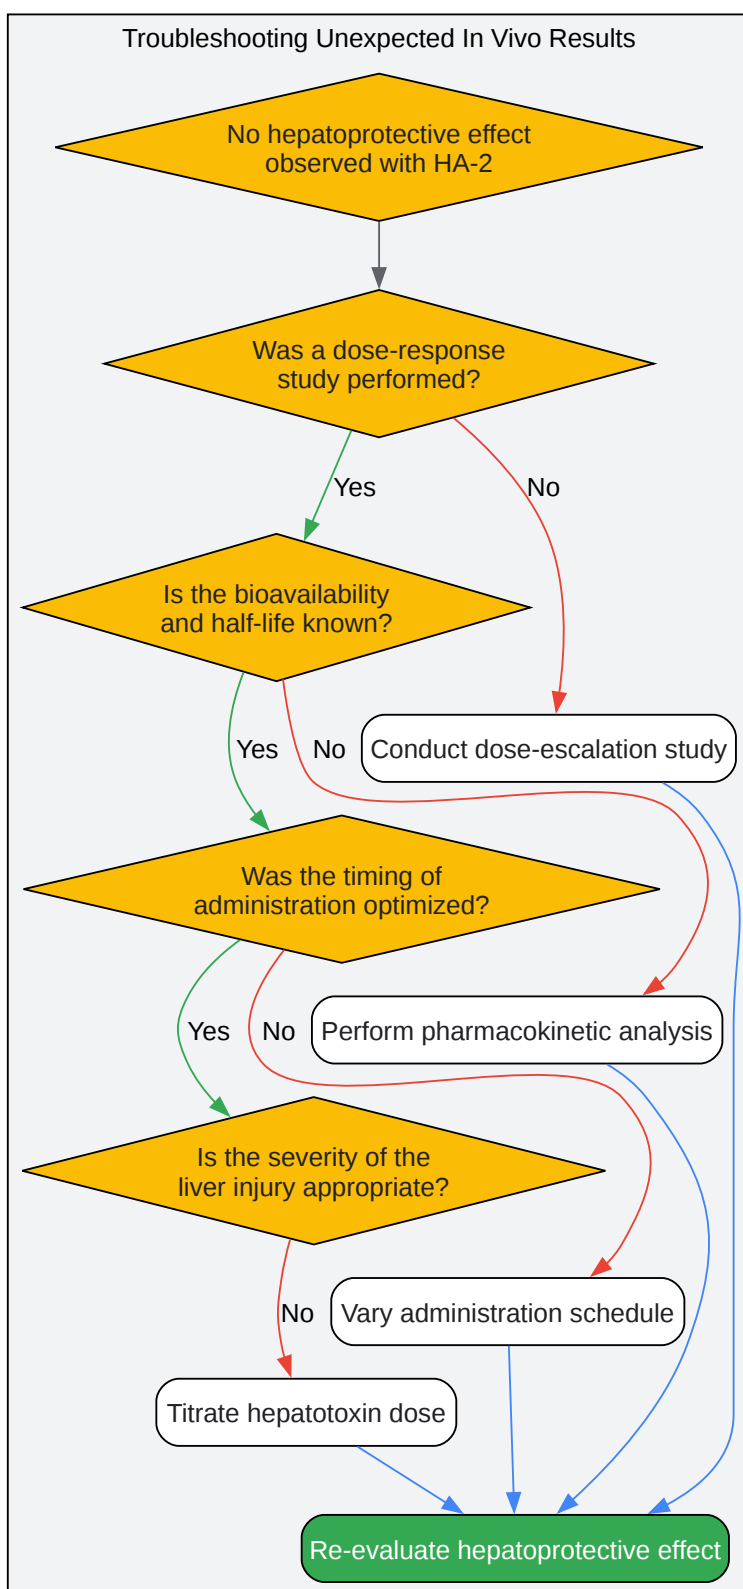 Troubleshooting Unexpected In Vivo Results
No hepatoprotective effect
observed with HA-2
Was a dose-response
study performed?
Yes
No
Is the bioavailability
and half-life known?
Yes
No
Conduct dose-escalation study
Was the timing of
administration optimized?
Yes
No
Perform pharmacokinetic analysis
Is the severity of the
liver injury appropriate?
No
Vary administration schedule
Titrate hepatotoxin dose
Re-evaluate hepatoprotective effect